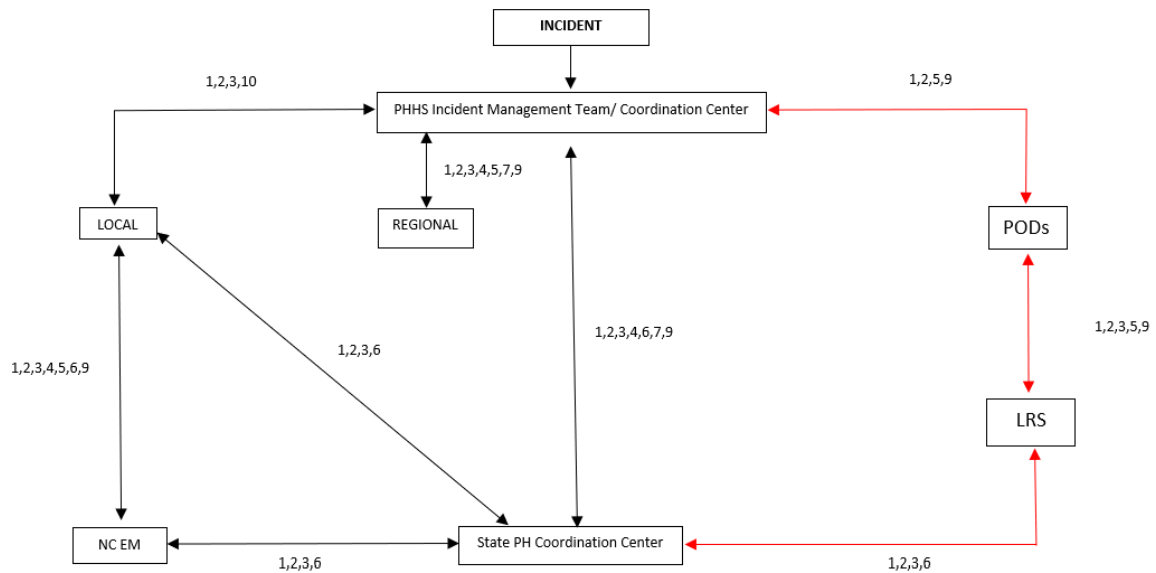 INCIDENT
1,2,3,10
1,2,5,9
PHHS Incident Management Team/ Coordination Center
1,2,3,4,5,7,9
LOCAL
REGIONAL
PODs
1,2,3,4,5,6,9
1,2,3,6
1,2,3,4,6,7,9
1,2,3,5,9
LRS
NC EM
State PH Coordination Center
1,2,3,6
1,2,3,6